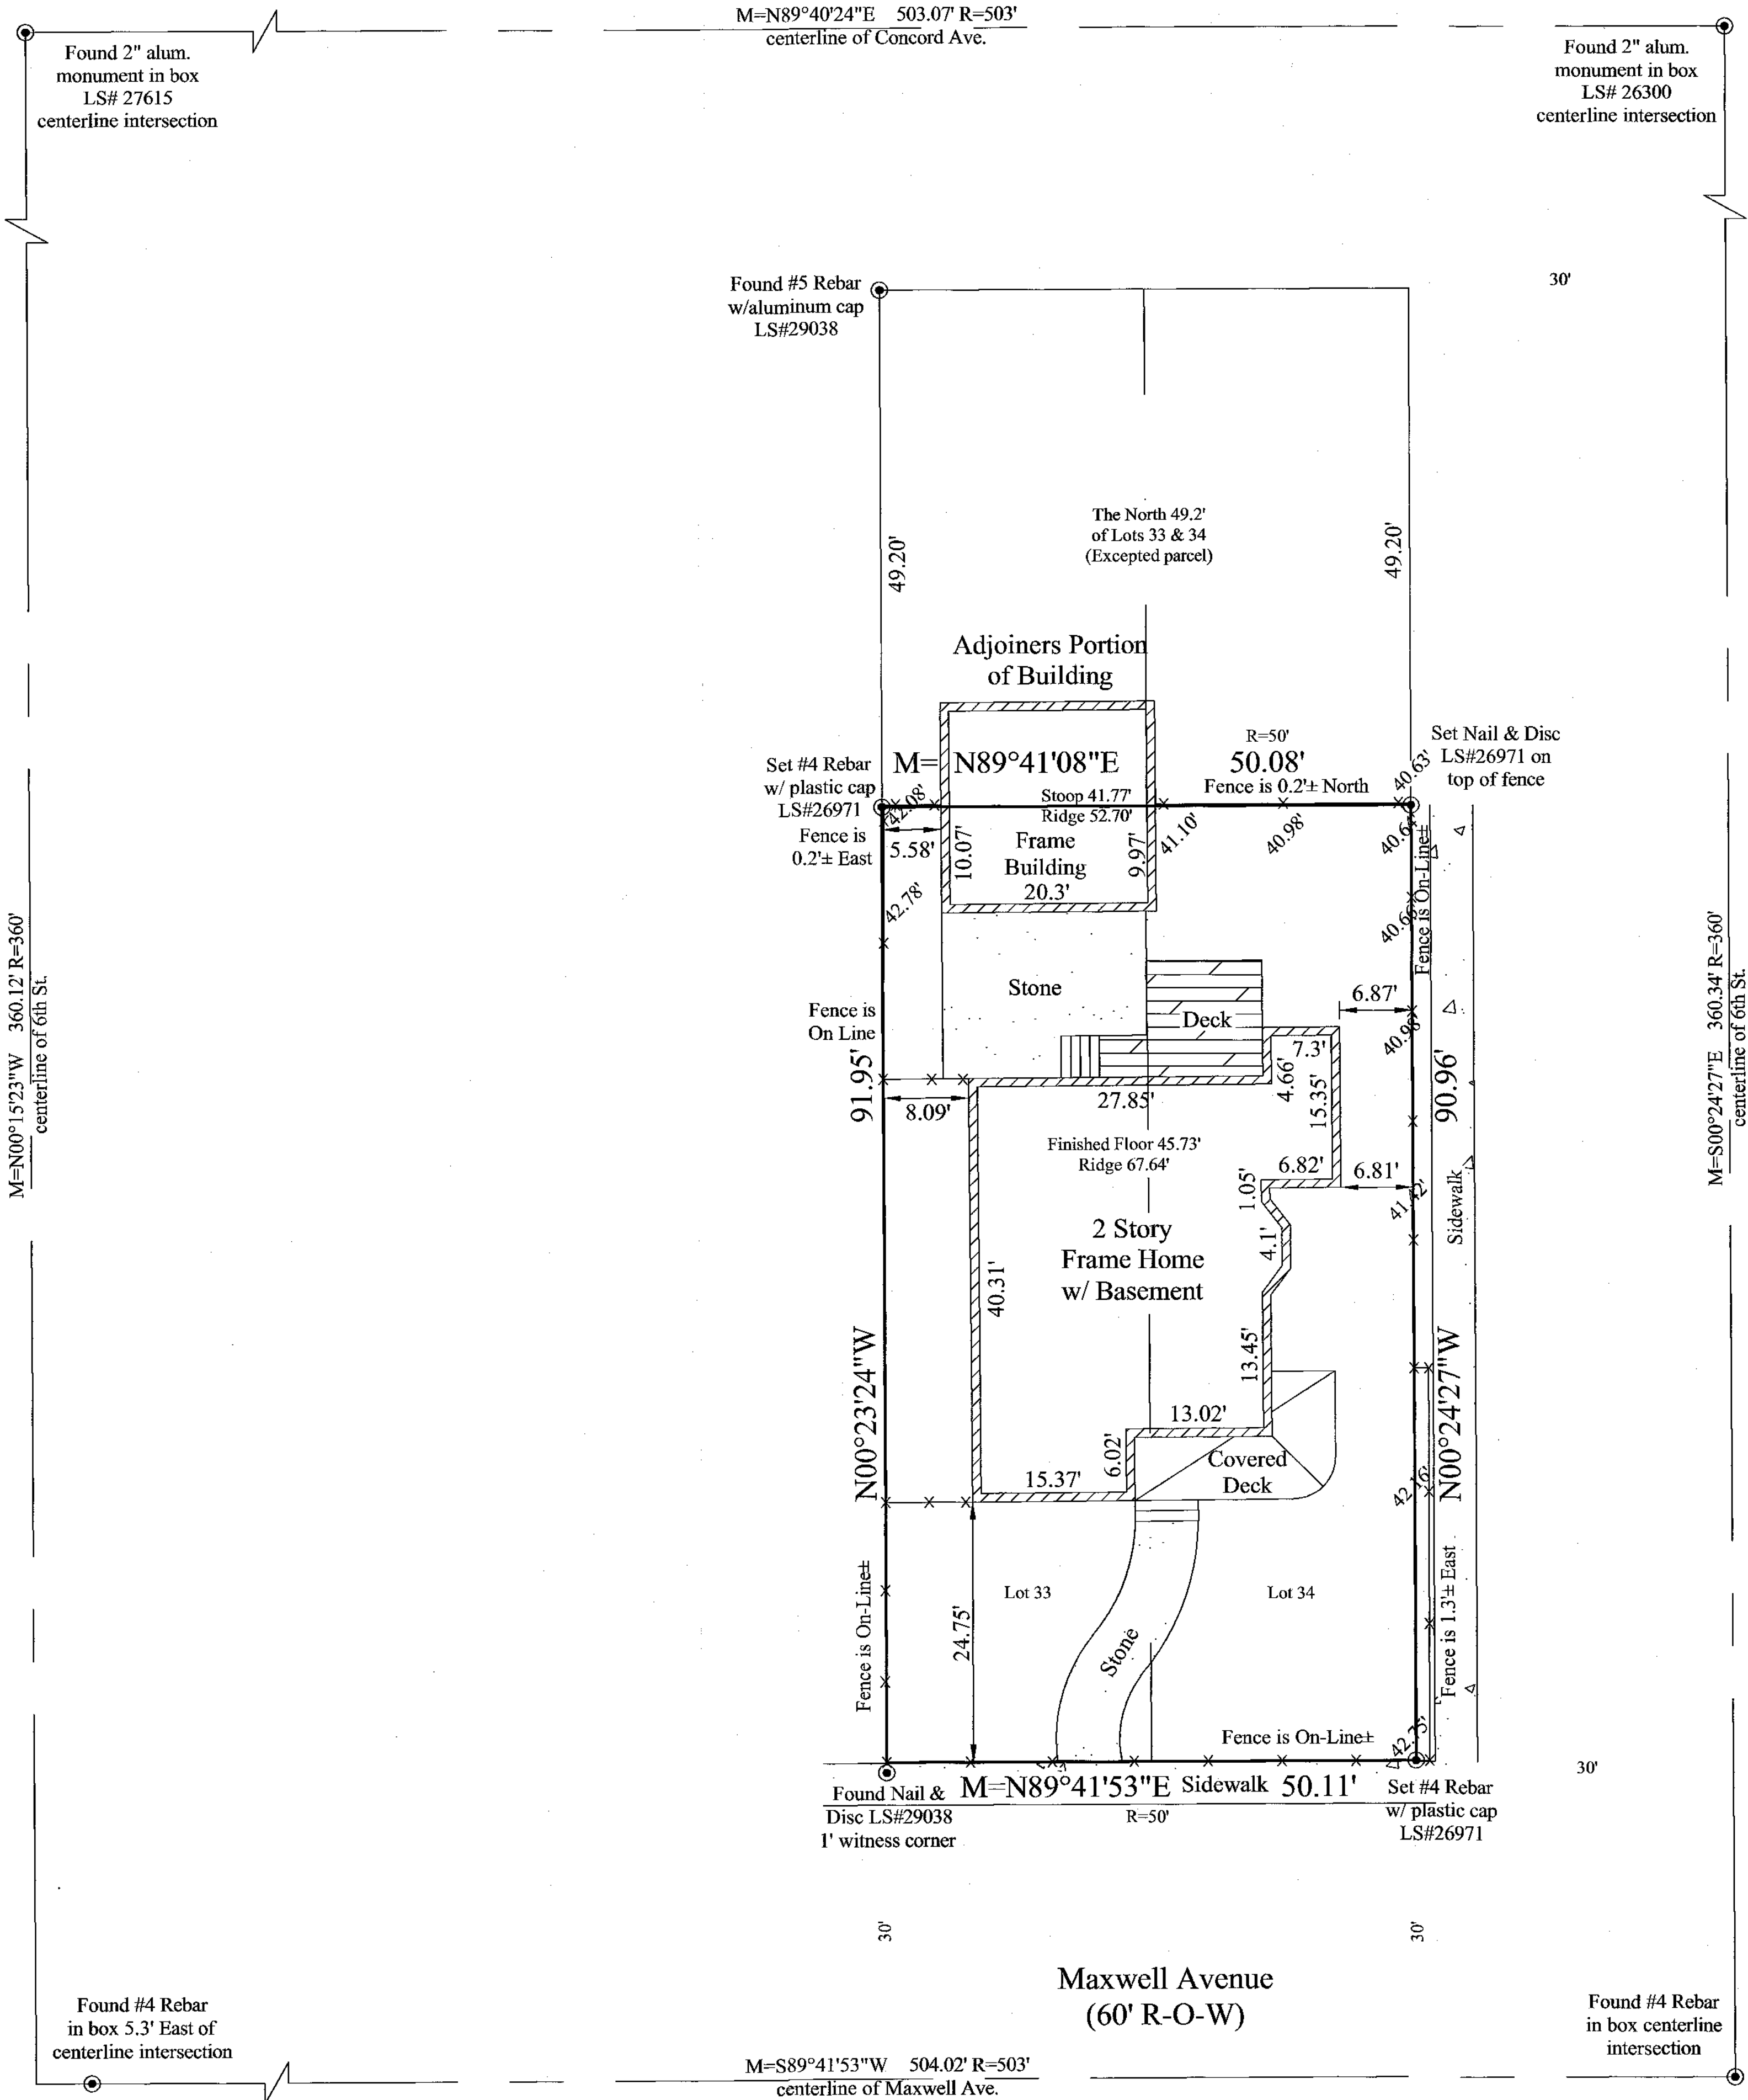 M=N89°40'24"E 503.07' R=503'
centerline of Concord Ave.
Found 2" alum.
monument in box
LS# 27615
centerline intersection
Found 2" alum.
monument in box
LS# 26300
centerline intersection
30'
Found #5 Rebar
w/aluminum cap
LS#29038
The North 49.2'
of Lots 33 & 34
(Excepted parcel)
49.20'
49.20'
Adjoiners Portion
of Building
Set #4 Rebar
w/ plastic cap
LS#26971
M= N89°41'08"E
R=50'
50.08'
Fence is 0.2'± North
40.63'
Set Nail & Disc
LS#26971 on
top of fence
42.08'
Stoop 41.77'
Ridge 52.70'
Fence is
0.2'± East
5.58'
10.07'
Frame
Building
20.3'
9.97'
41.10'
40.98'
Fence is On-Line±
42.78'
Stone
Deck
6.87'
40.98'
Fence is
On Line
91.95'
8.09'
27.85'
4.66'
7.3'
15.35'
90.96'
Finished Floor 45.73'
Ridge 67.64'
6.82'
6.81'
1.05'
41.42'
Sidewalk
M=N00°15'23"W 360.12' R=360'
centerline of 6th St.
M=S00°24'27"E 360.34' R=360'
centerline of 6th St.
2 Story
Frame Home
w/ Basement
4.1'
40.31'
13.45'
N00°23'24"W
N00°24'27"W
13.02'
6.02'
15.37'
Covered
Deck
42.16'
Fence is On-Line±
24.75'
Lot 33
Stone
Lot 34
Fence is 1.3'± East
Fence is On-Line±
42.75'
30'
Found Nail &
Disc LS#29038
1' witness corner
M=N89°41'53"E Sidewalk 50.11'
R=50'
Set #4 Rebar
w/ plastic cap
LS#26971
30'
30'
Maxwell Avenue
(60' R-O-W)
Found #4 Rebar
in box 5.3' East of
centerline intersection
Found #4 Rebar
in box centerline
intersection
M=S89°41'53"W 504.02' R=503'
centerline of Maxwell Ave.